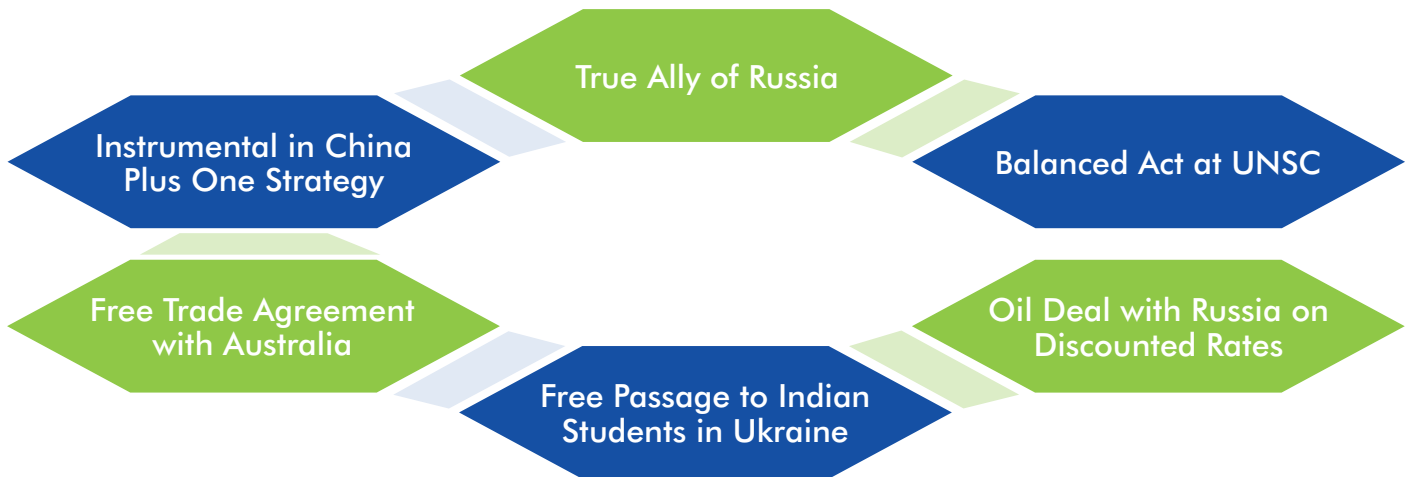 True Ally of Russia
Instrumental in China
Plus One Strategy
Balanced Act at UNSC
Free Trade Agreement
with Australia
Oil Deal with Russia on
Discounted Rates
Free Passage to Indian
Students in Ukraine